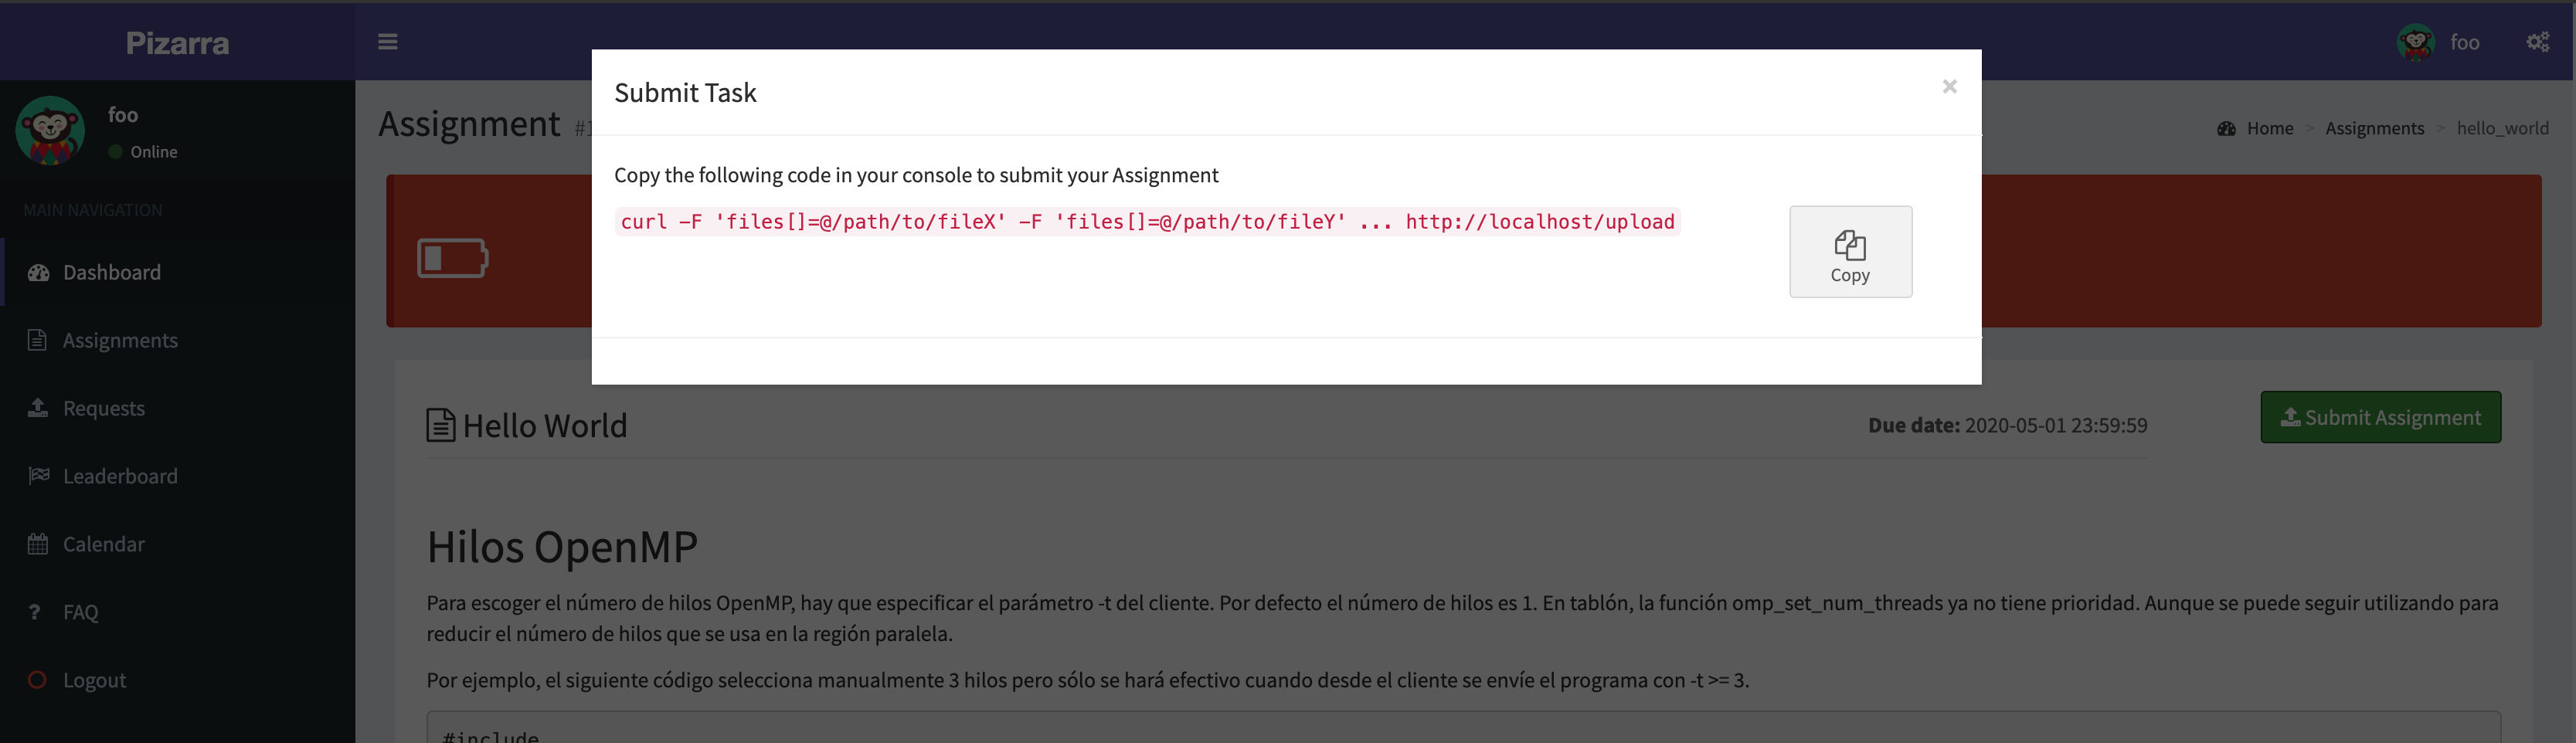 Pizarra
foo
foo
Online
MAIN NAVIGATION
Dashboard
Assignments
Requests
Leaderboard
Calendar
FAQ
Logout
Assignment
Home > Assignments > hello_world
Submit Task ×
Copy the following code in your console to submit your Assignment
curl -F 'files[]=@/path/to/fileX' -F 'files[]=@/path/to/fileY' ... http://localhost/upload
Copy
Hello World
Due date: 2020-05-01 23:59:59
Submit Assignment
Hilos OpenMP
Para escoger el número de hilos OpenMP, hay que especificar el parámetro -t del cliente. Por defecto el número de hilos es 1. En tablón, la función omp_set_num_threads ya no tiene prioridad. Aunque se puede seguir utilizando para
reducir el número de hilos que se usa en la región paralela.
Por ejemplo, el siguiente código selecciona manualmente 3 hilos pero sólo se hará efectivo cuando desde el cliente se envíe el programa con -t >= 3.
#include